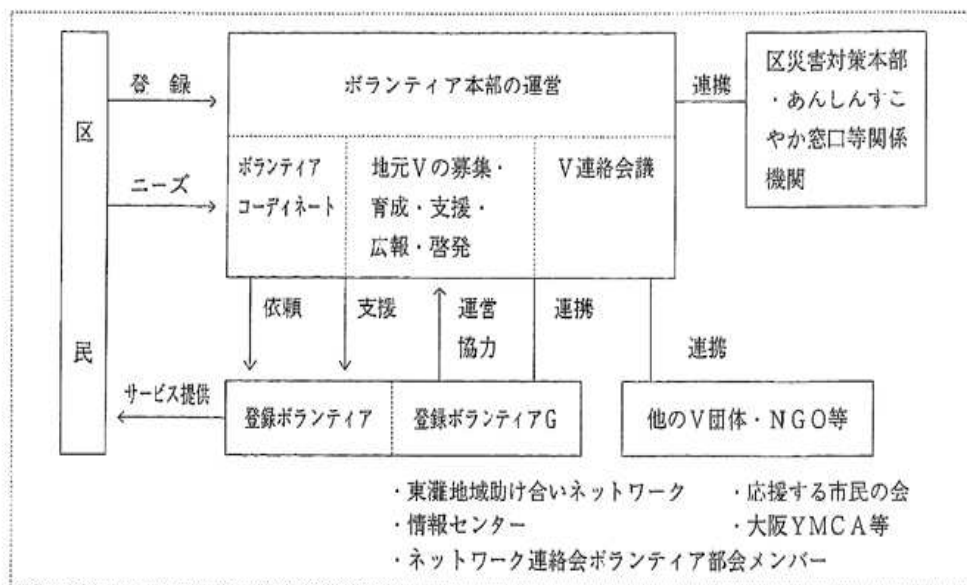 区民
登録
ニーズ
ボランティア本部の運営
ボランティア
コーディネート
地元Vの募集・
育成・支援・
広報・啓発
V連絡会議
連携
区災害対策本部
・あんしんすこ
やか窓口等関係
機関
依頼
支援
運営
協力
連携
連携
サービス提供
登録ボランティア
登録ボランティアG
他のV団体・NGO等
・東灘地域助け合いネットワーク
・応援する市民の会
・情報センター
・大阪YMCA等
・ネットワーク連絡会ボランティア部会メンバー